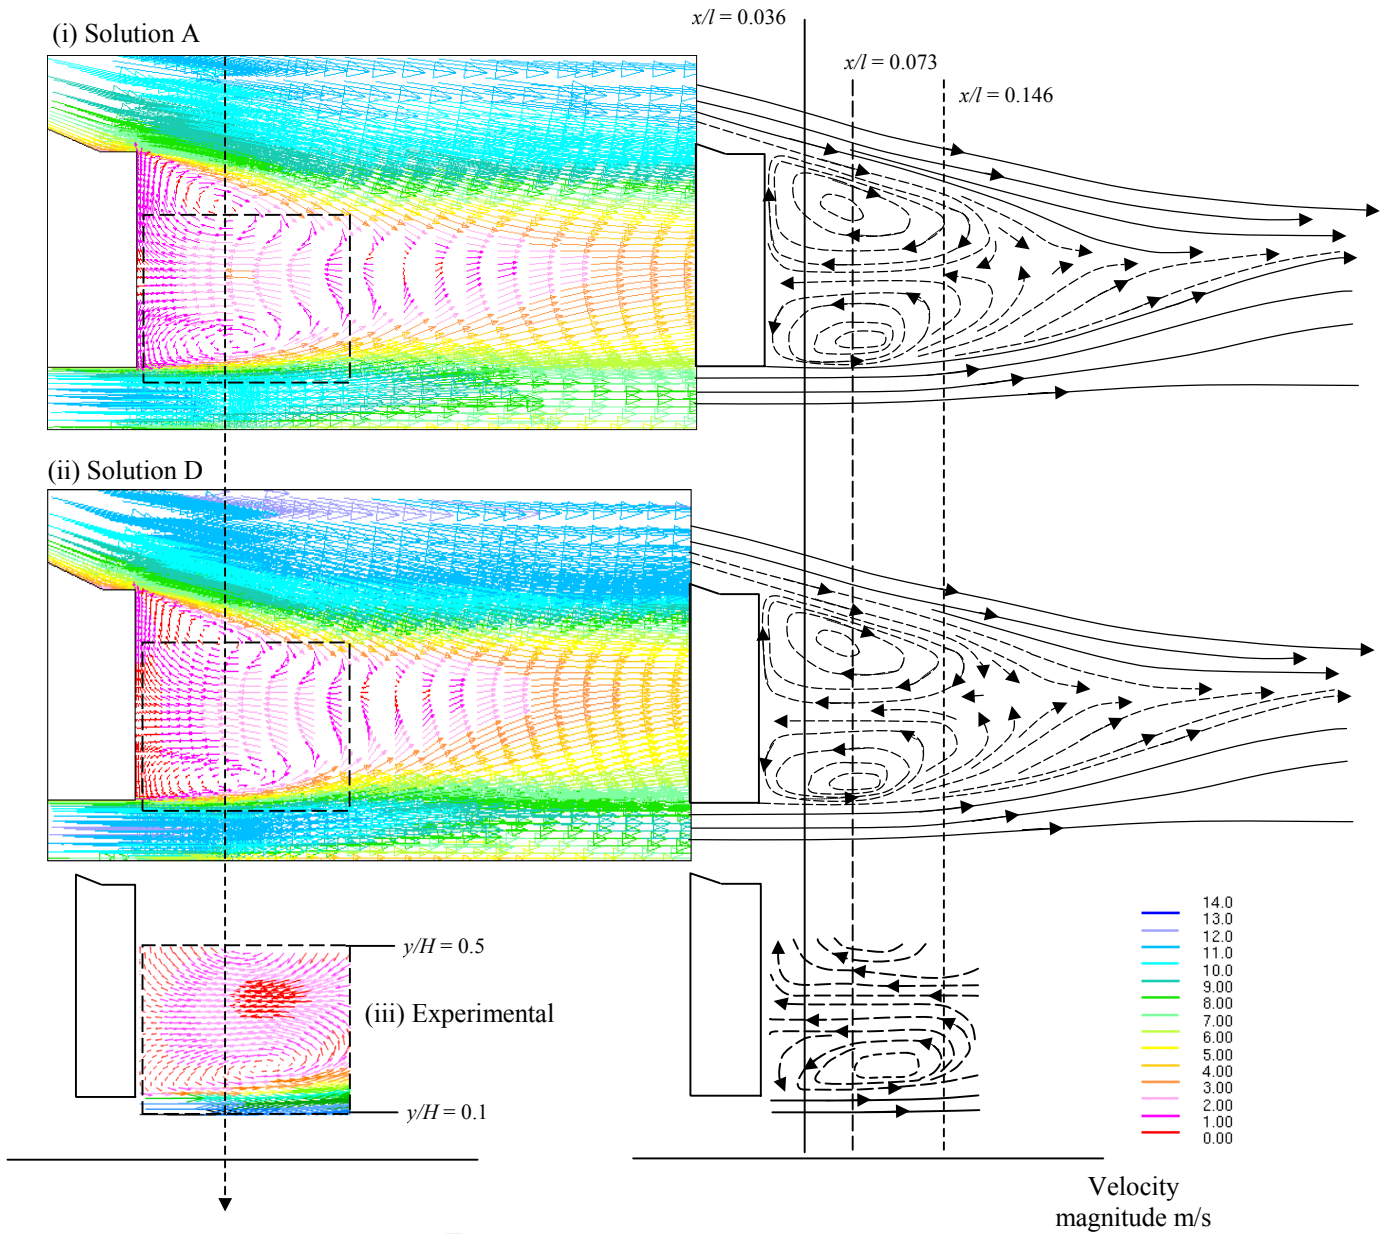 x/l = 0.036
(i) Solution A
x/l = 0.073
x/l = 0.146
(ii) Solution D
y/H = 0.5
(iii) Experimental
y/H = 0.1
14.0
13.0
12.0
11.0
10.0
9.00
8.00
7.00
6.00
5.00
4.00
3.00
2.00
1.00
0.00
Velocity
magnitude m/s